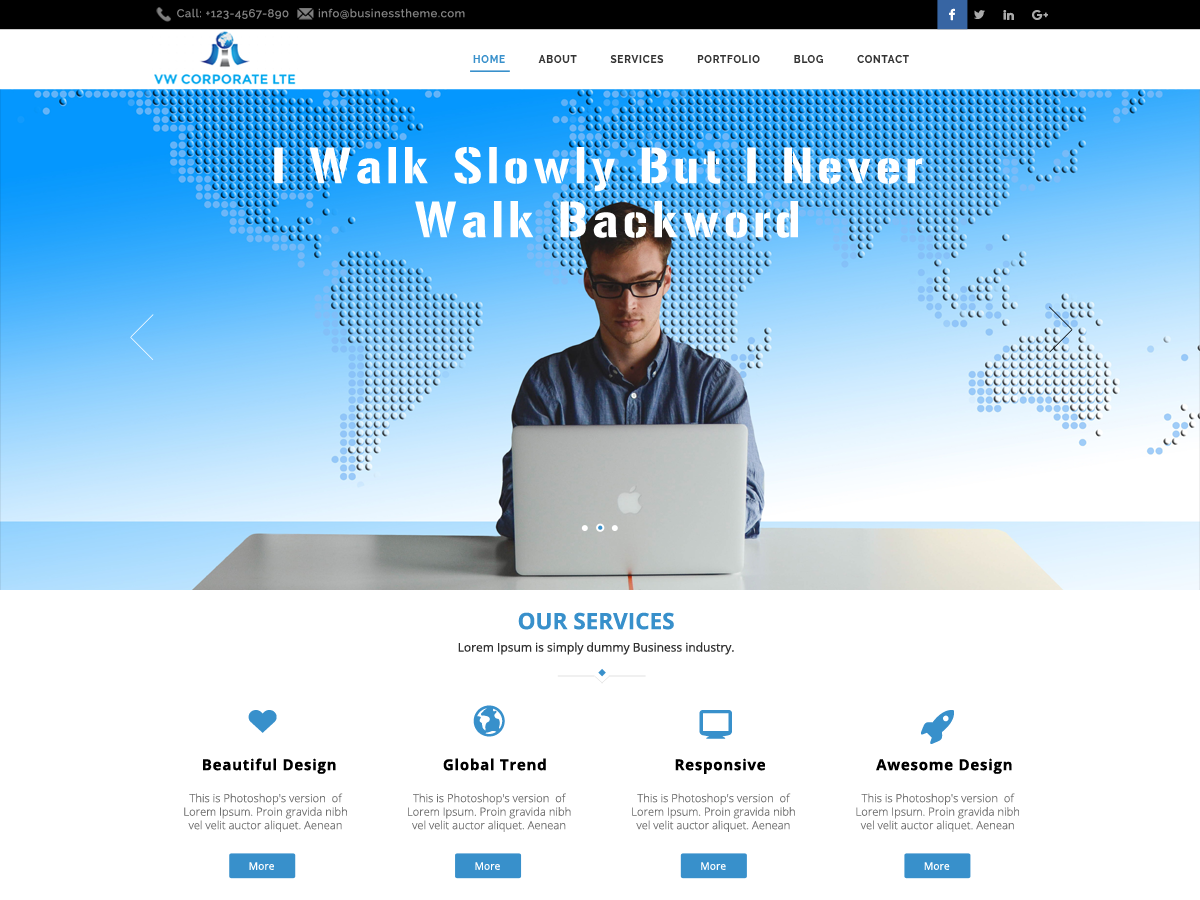 Call: +123-4567-890 info@businesstheme.com
VW CORPORATE LTE
HOME ABOUT SERVICES PORTFOLIO BLOG CONTACT
I Walk Slowly But I Never
Walk Backword
OUR SERVICES
Lorem Ipsum is simply dummy Business industry.
Beautiful Design
This is Photoshop's version of
Lorem Ipsum. Proin gravida nibh
vel velit auctor aliquet. Aenean
More
Global Trend
This is Photoshop's version of
Lorem Ipsum. Proin gravida nibh
vel velit auctor aliquet. Aenean
More
Responsive
This is Photoshop's version of
Lorem Ipsum. Proin gravida nibh
vel velit auctor aliquet. Aenean
More
Awesome Design
This is Photoshop's version of
Lorem Ipsum. Proin gravida nibh
vel velit auctor aliquet. Aenean
More